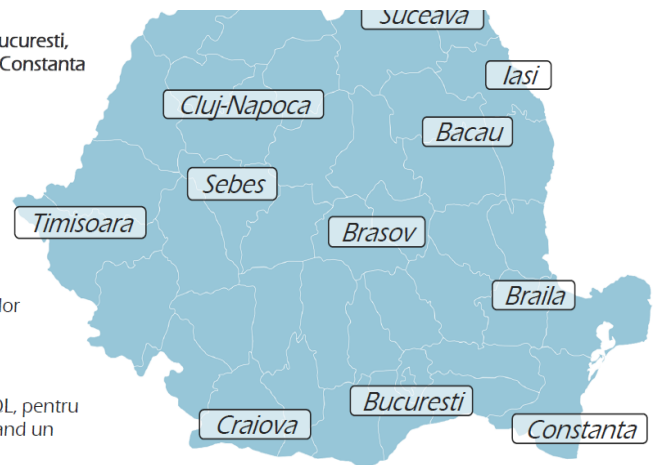 Suceava
ucuresti,
Constanta
Iasi
Cluj-Napoca
Bacau
Sebes
Timisoara
Brasov
Braila
lor
L, pentru
and un
Bucuresti
Craiova
Constanta